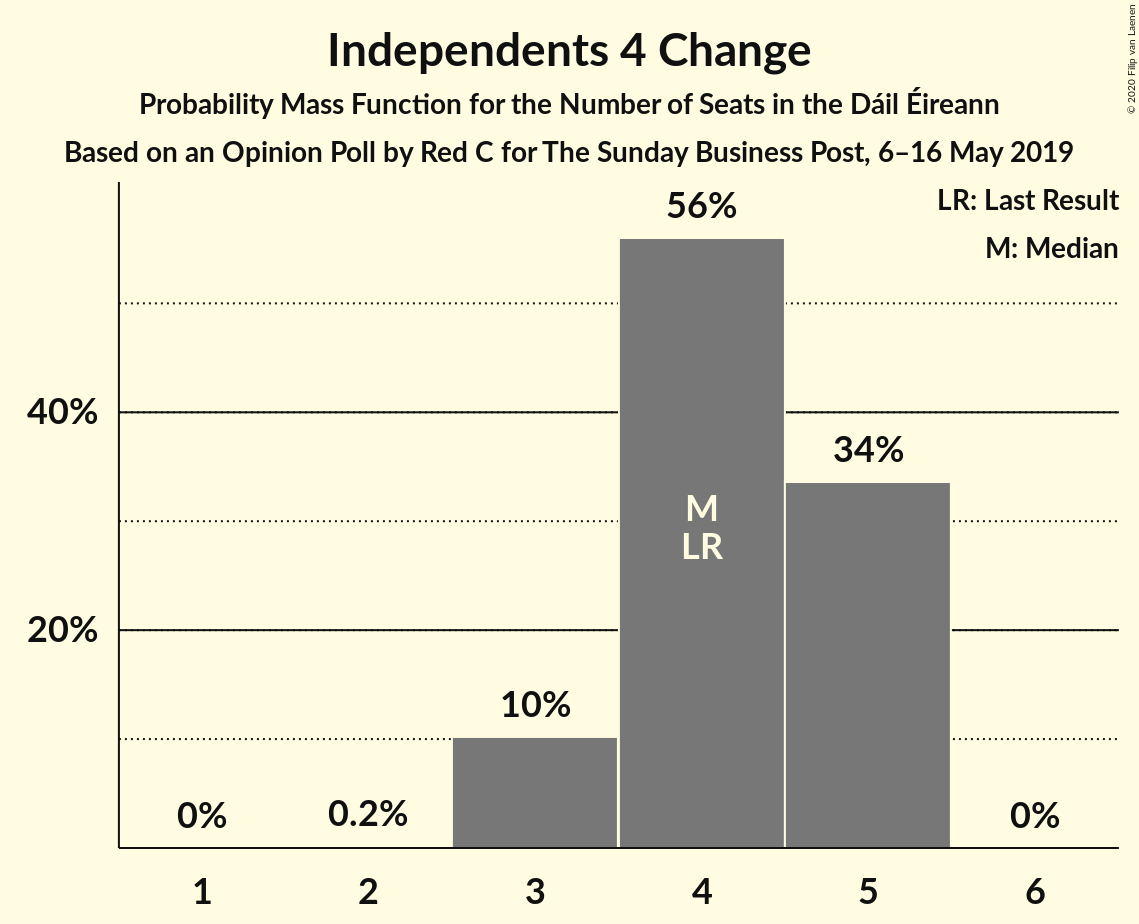 Independents 4 Change
Probability Mass Function for the Number of Seats in the Dáil Éireann
Based on an Opinion Poll by Red C for The Sunday Business Post, 6–16 May 2019
© 2020 Filip van Laenen
LR: Last Result
M: Median
56%
40%
34%
M
LR
20%
10%
0%
0.2%
0%
1
2
3
4
5
6